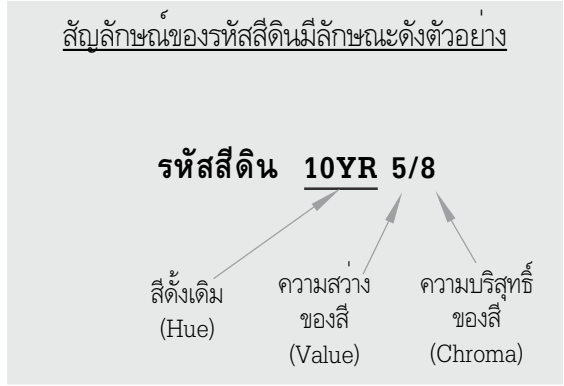 สัญลักษณ์ของรหัสสีดินมีลักษณะดังตัวอย่าง
รหัสสีดิน 10YR 5/8
สีดั้งเดิม
(Hue)
ความสว่าง
ของสี
(Value)
ความบริสุทธิ์
ของสี
(Chroma)